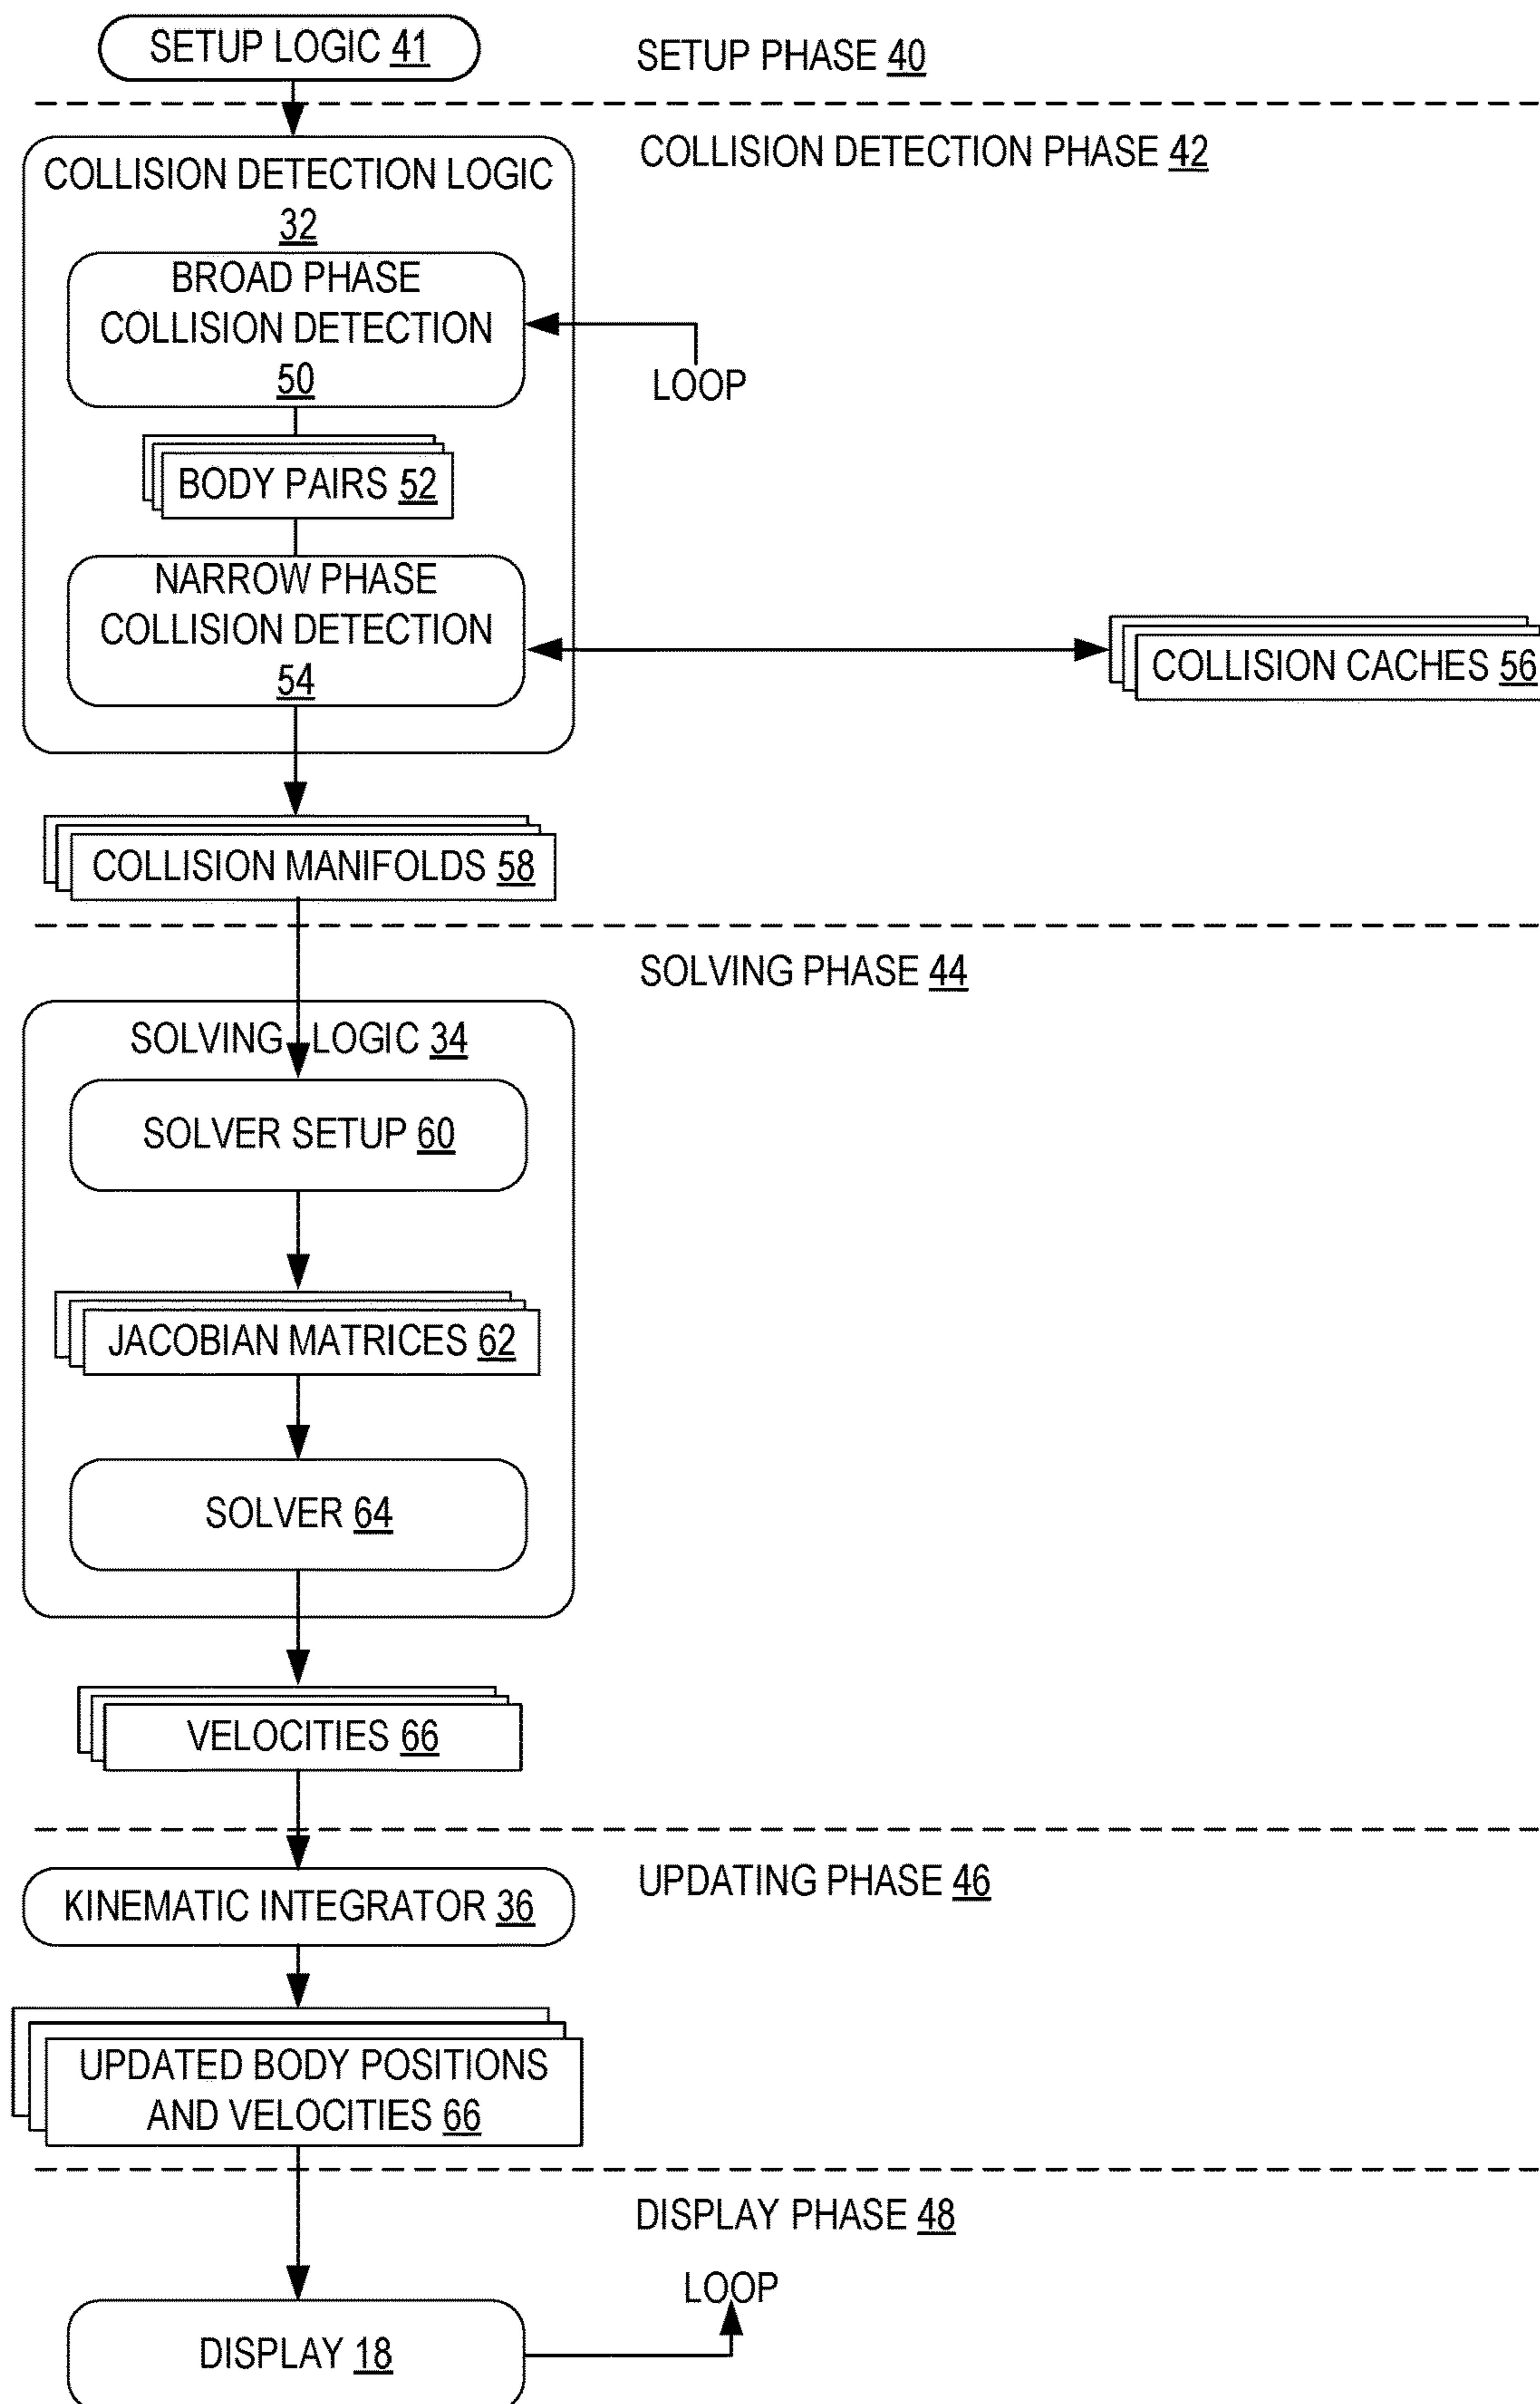 SETUP LOGIC 41
SETUP PHASE 40
COLLISION DETECTION PHASE 42
COLLISION DETECTION LOGIC
32
BROAD PHASE
COLLISION DETECTION
50
LOOP
BODY PAIRS 52
NARROW PHASE
COLLISION DETECTION
54
COLLISION CACHES 56
COLLISION MANIFOLDS 58
SOLVING PHASE 44
SOLVING LOGIC 34
SOLVER SETUP 60
JACOBIAN MATRICES 62
SOLVER 64
VELOCITIES 66
UPDATING PHASE 46
KINEMATIC INTEGRATOR 36
UPDATED BODY POSITIONS
AND VELOCITIES 66
DISPLAY PHASE 48
LOOP
DISPLAY 18